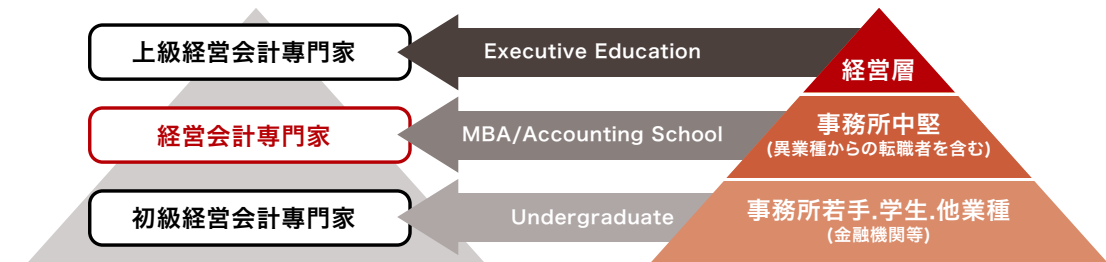 上級経営会計専門家
Executive Education
経営層
経営会計専門家
MBA/Accounting School
事務所中堅
(異業種からの転職者を含む)
初級経営会計専門家
Undergraduate
事務所若手.学生.他業種
(金融機関等)